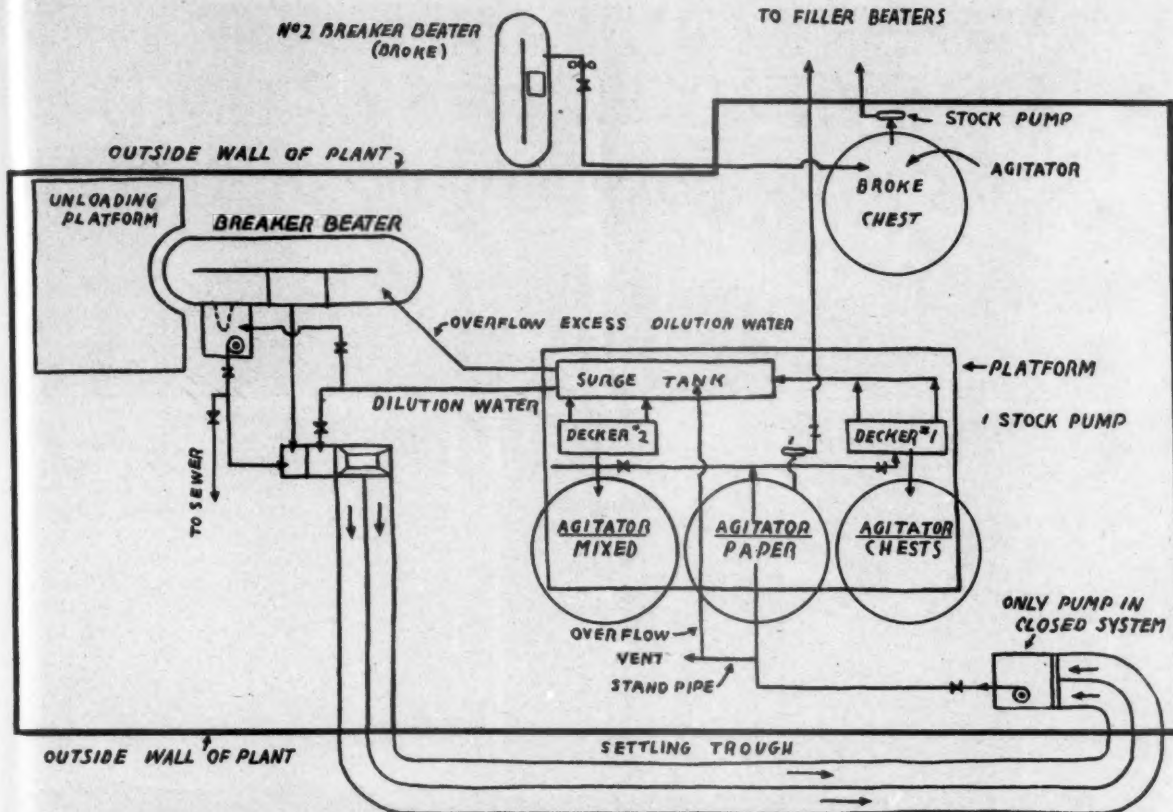 Nº2 BREAKER BEATER
(BROKE)
TO FILLER BEATERS
STOCK PUMP
OUTSIDE WALL OF PLANT
AGITATOR
BROKE
CHEST
UNLOADING
PLATFORM
BREAKER BEATER
OVERFLOW EXCESS DILUTION WATER
PLATFORM
SURGE TANK
DILUTION WATER
1 STOCK PUMP
DECKER #2
DECKER #1
1
TO SEWER
AGITATOR
MIXED
AGITATOR
PAPER
AGITATOR
CHESTS
ONLY PUMP IN
CLOSED SYSTEM
OVERFLOW
VENT
STAND PIPE
OUTSIDE WALL OF PLANT
SETTLING TROUGH